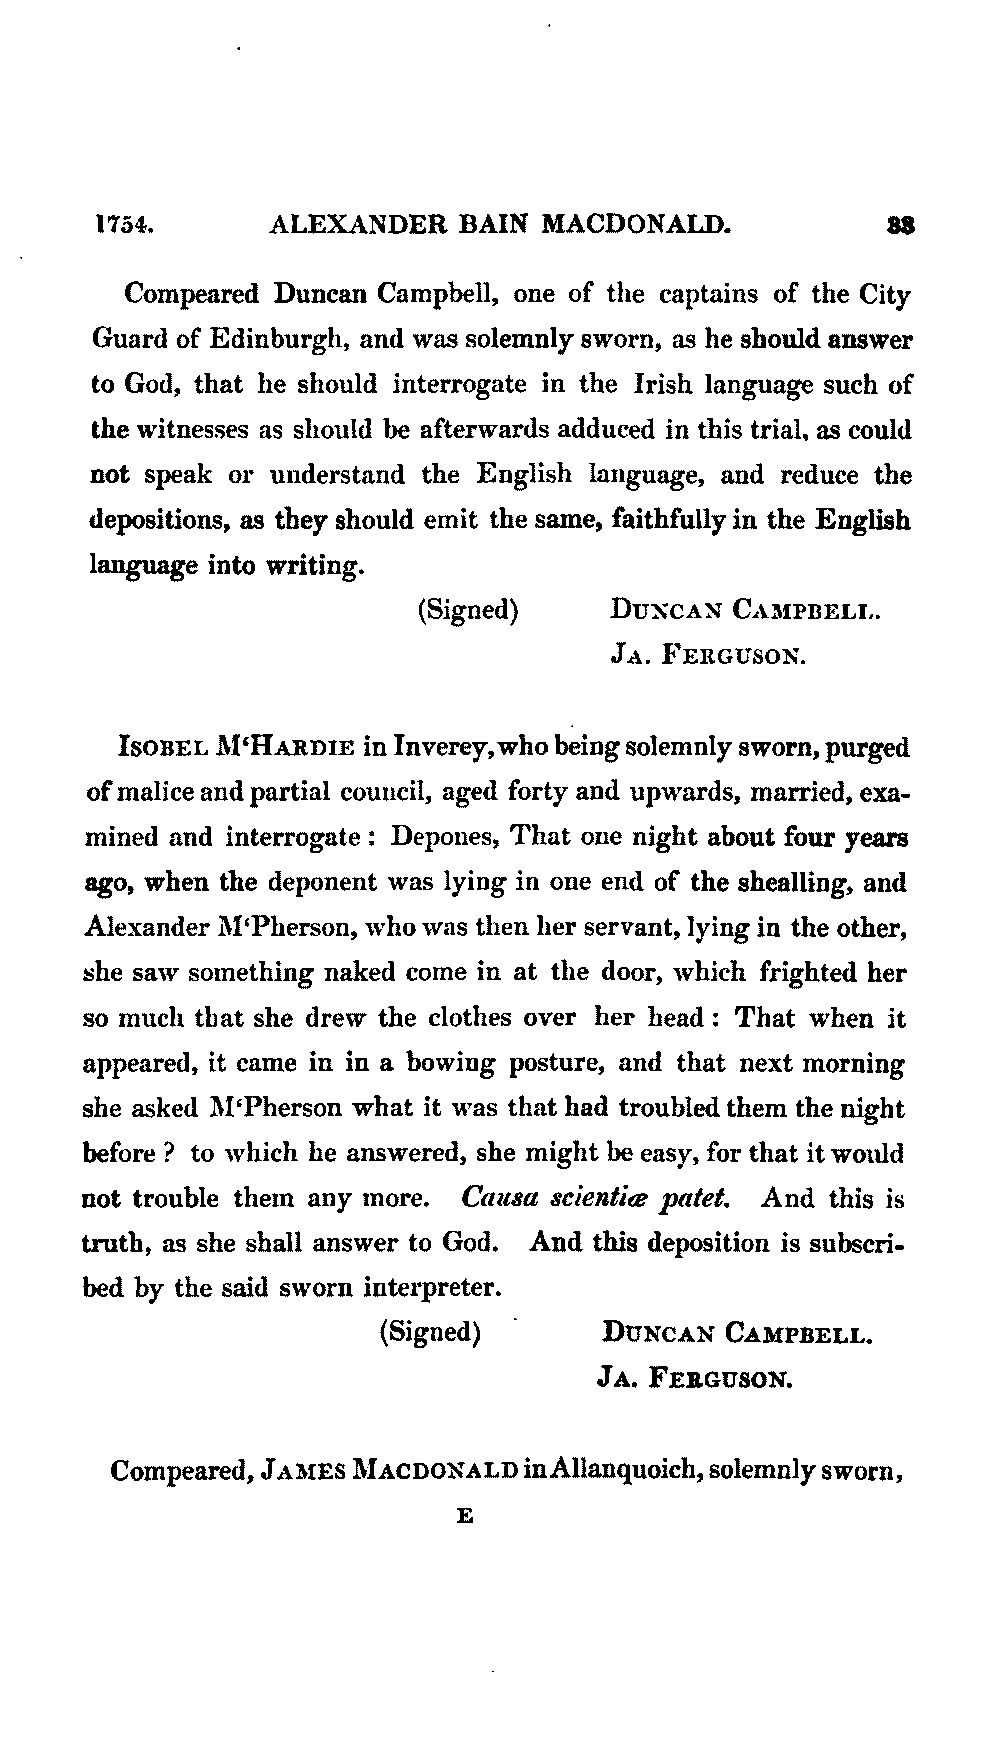 1754. ALEXANDER BAIN MACDONALD. 33
Compeared Duncan Campbell, one of the captains of the City
Guard of Edinburgh, and was solemnly sworn, as he should answer
to God, that he should interrogate in the Irish language such of
the witnesses as should be afterwards adduced in this trial, as could
not speak or understand the English language, and reduce the
depositions, as they should emit the same, faithfully in the English
language into writing.
(Signed) DUNCAN CAMPBELL.
JA. FERGUSON.
ISOBEL M‘HARDIE in Inverey, who being solemnly sworn, purged
of malice and partial council, aged forty and upwards, married, exa-
mined and interrogate : Depones, That one night about four years
ago, when the deponent was lying in one end of the shealling, and
Alexander M‘Pherson, who was then her servant, lying in the other,
she saw something naked come in at the door, which frighted her
so much that she drew the clothes over her head : That when it
appeared, it came in in a bowing posture, and that next morning
she asked M‘Pherson what it was that had troubled them the night
before ? to which he answered, she might be easy, for that it would
not trouble them any more. Causa scientiæ patet. And this is
truth, as she shall answer to God. And this deposition is subscri-
bed by the said sworn interpreter.
(Signed) DUNCAN CAMPBELL.
JA. FERGUSON.
Compeared, JAMES MACDONALD in Allanquoich, solemnly sworn,
E